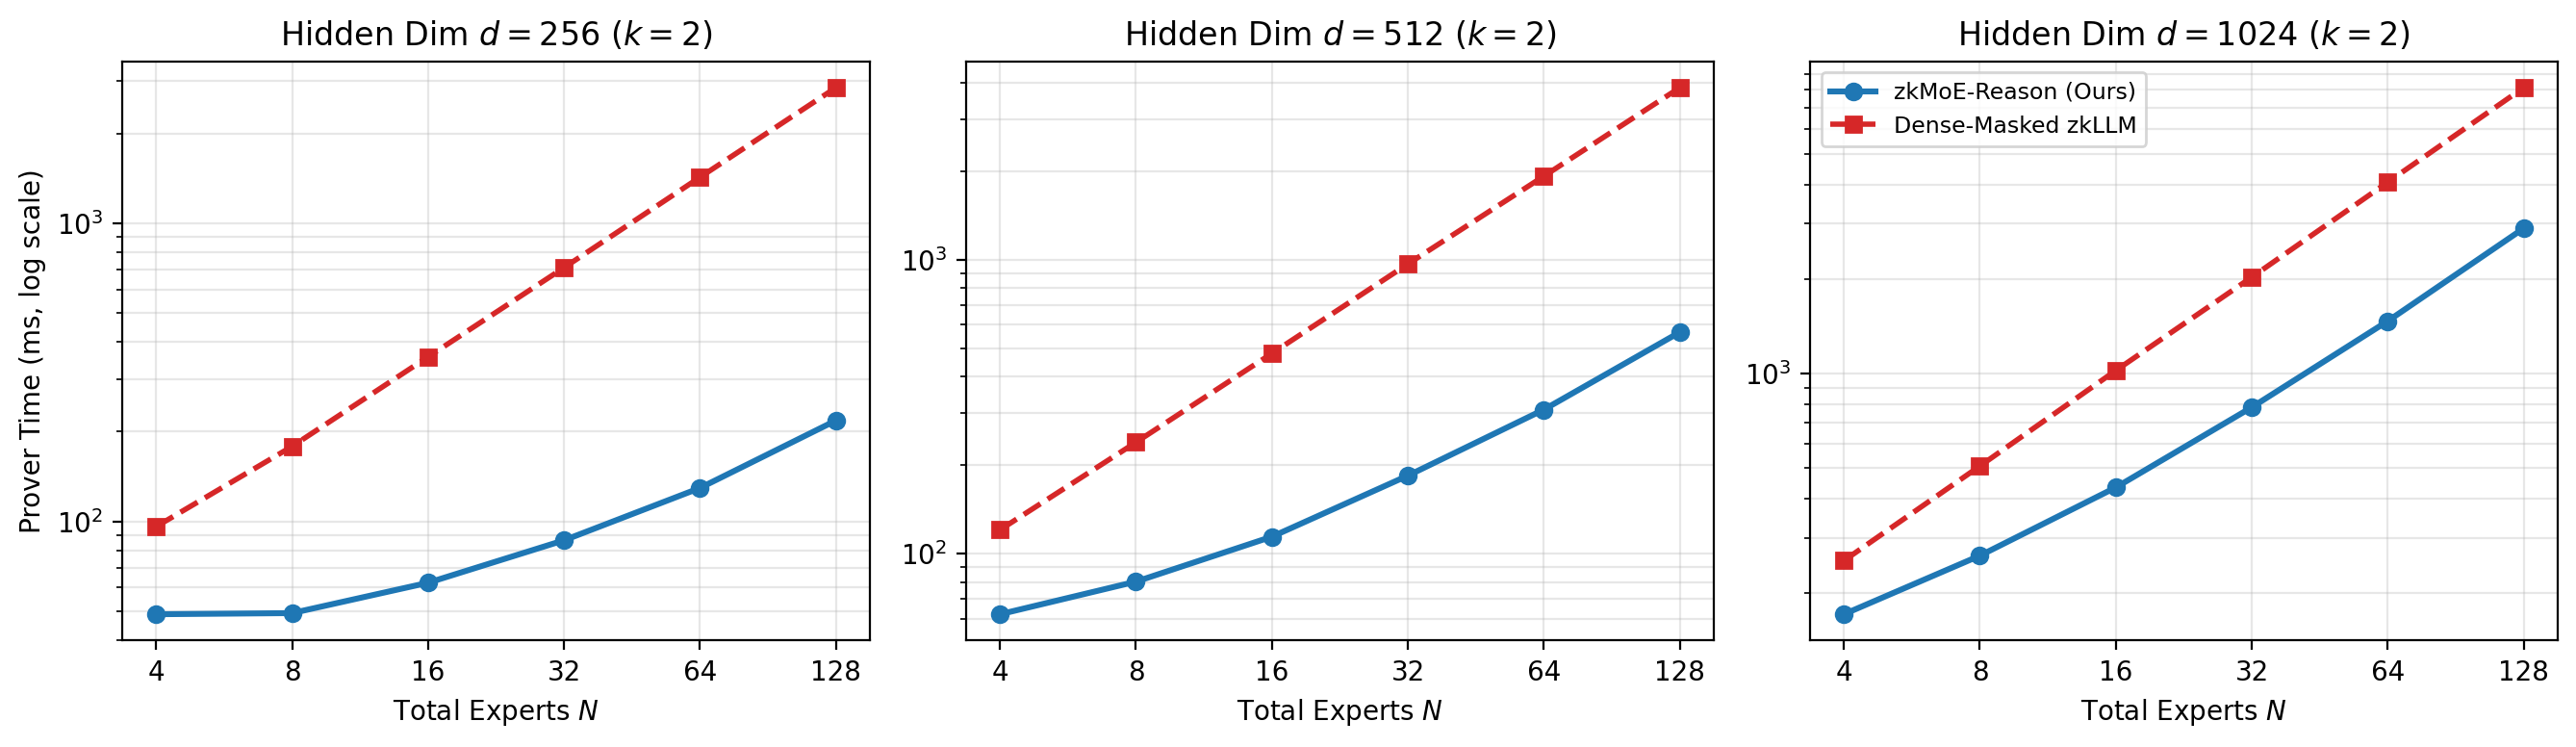 Hidden Dim d = 256 (k = 2)
Prover Time (ms, log scale)
10³
10²
4 8 16 32 64 128
Total Experts N
Hidden Dim d = 512 (k = 2)
10³
10²
4 8 16 32 64 128
Total Experts N
Hidden Dim d = 1024 (k = 2)
zkMoE-Reason (Ours)
Dense-Masked zkLLM
10³
4 8 16 32 64 128
Total Experts N